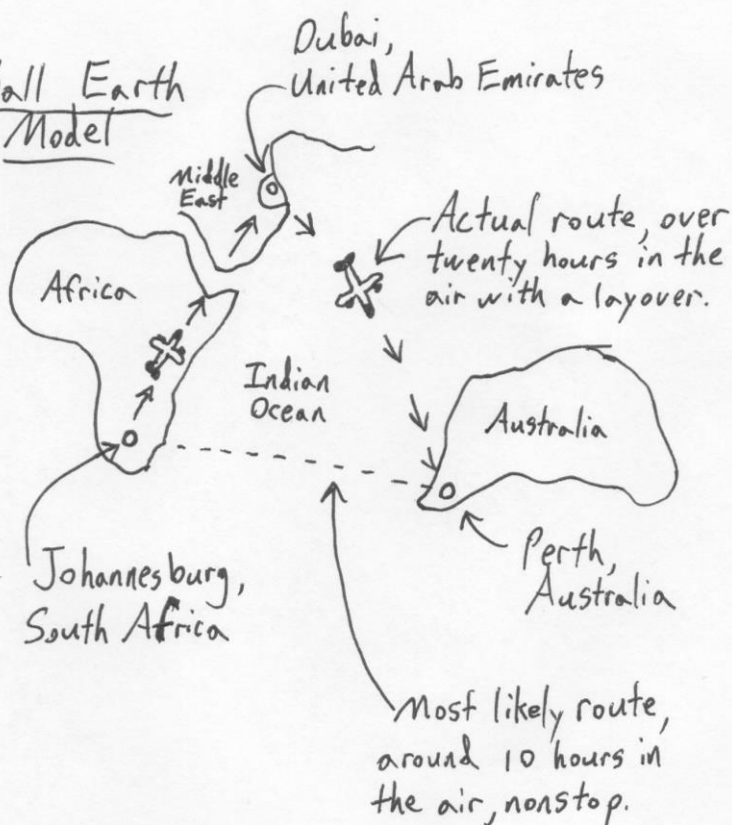 all Earth
Model
Dubai,
United Arab Emirates
Middle
East
Actual route, over
twenty hours in the
air with a layover.
Africa
Indian
Ocean
Australia
Johannesburg,
South Africa
Perth,
Australia
Most likely route,
around 10 hours in
the air, nonstop.